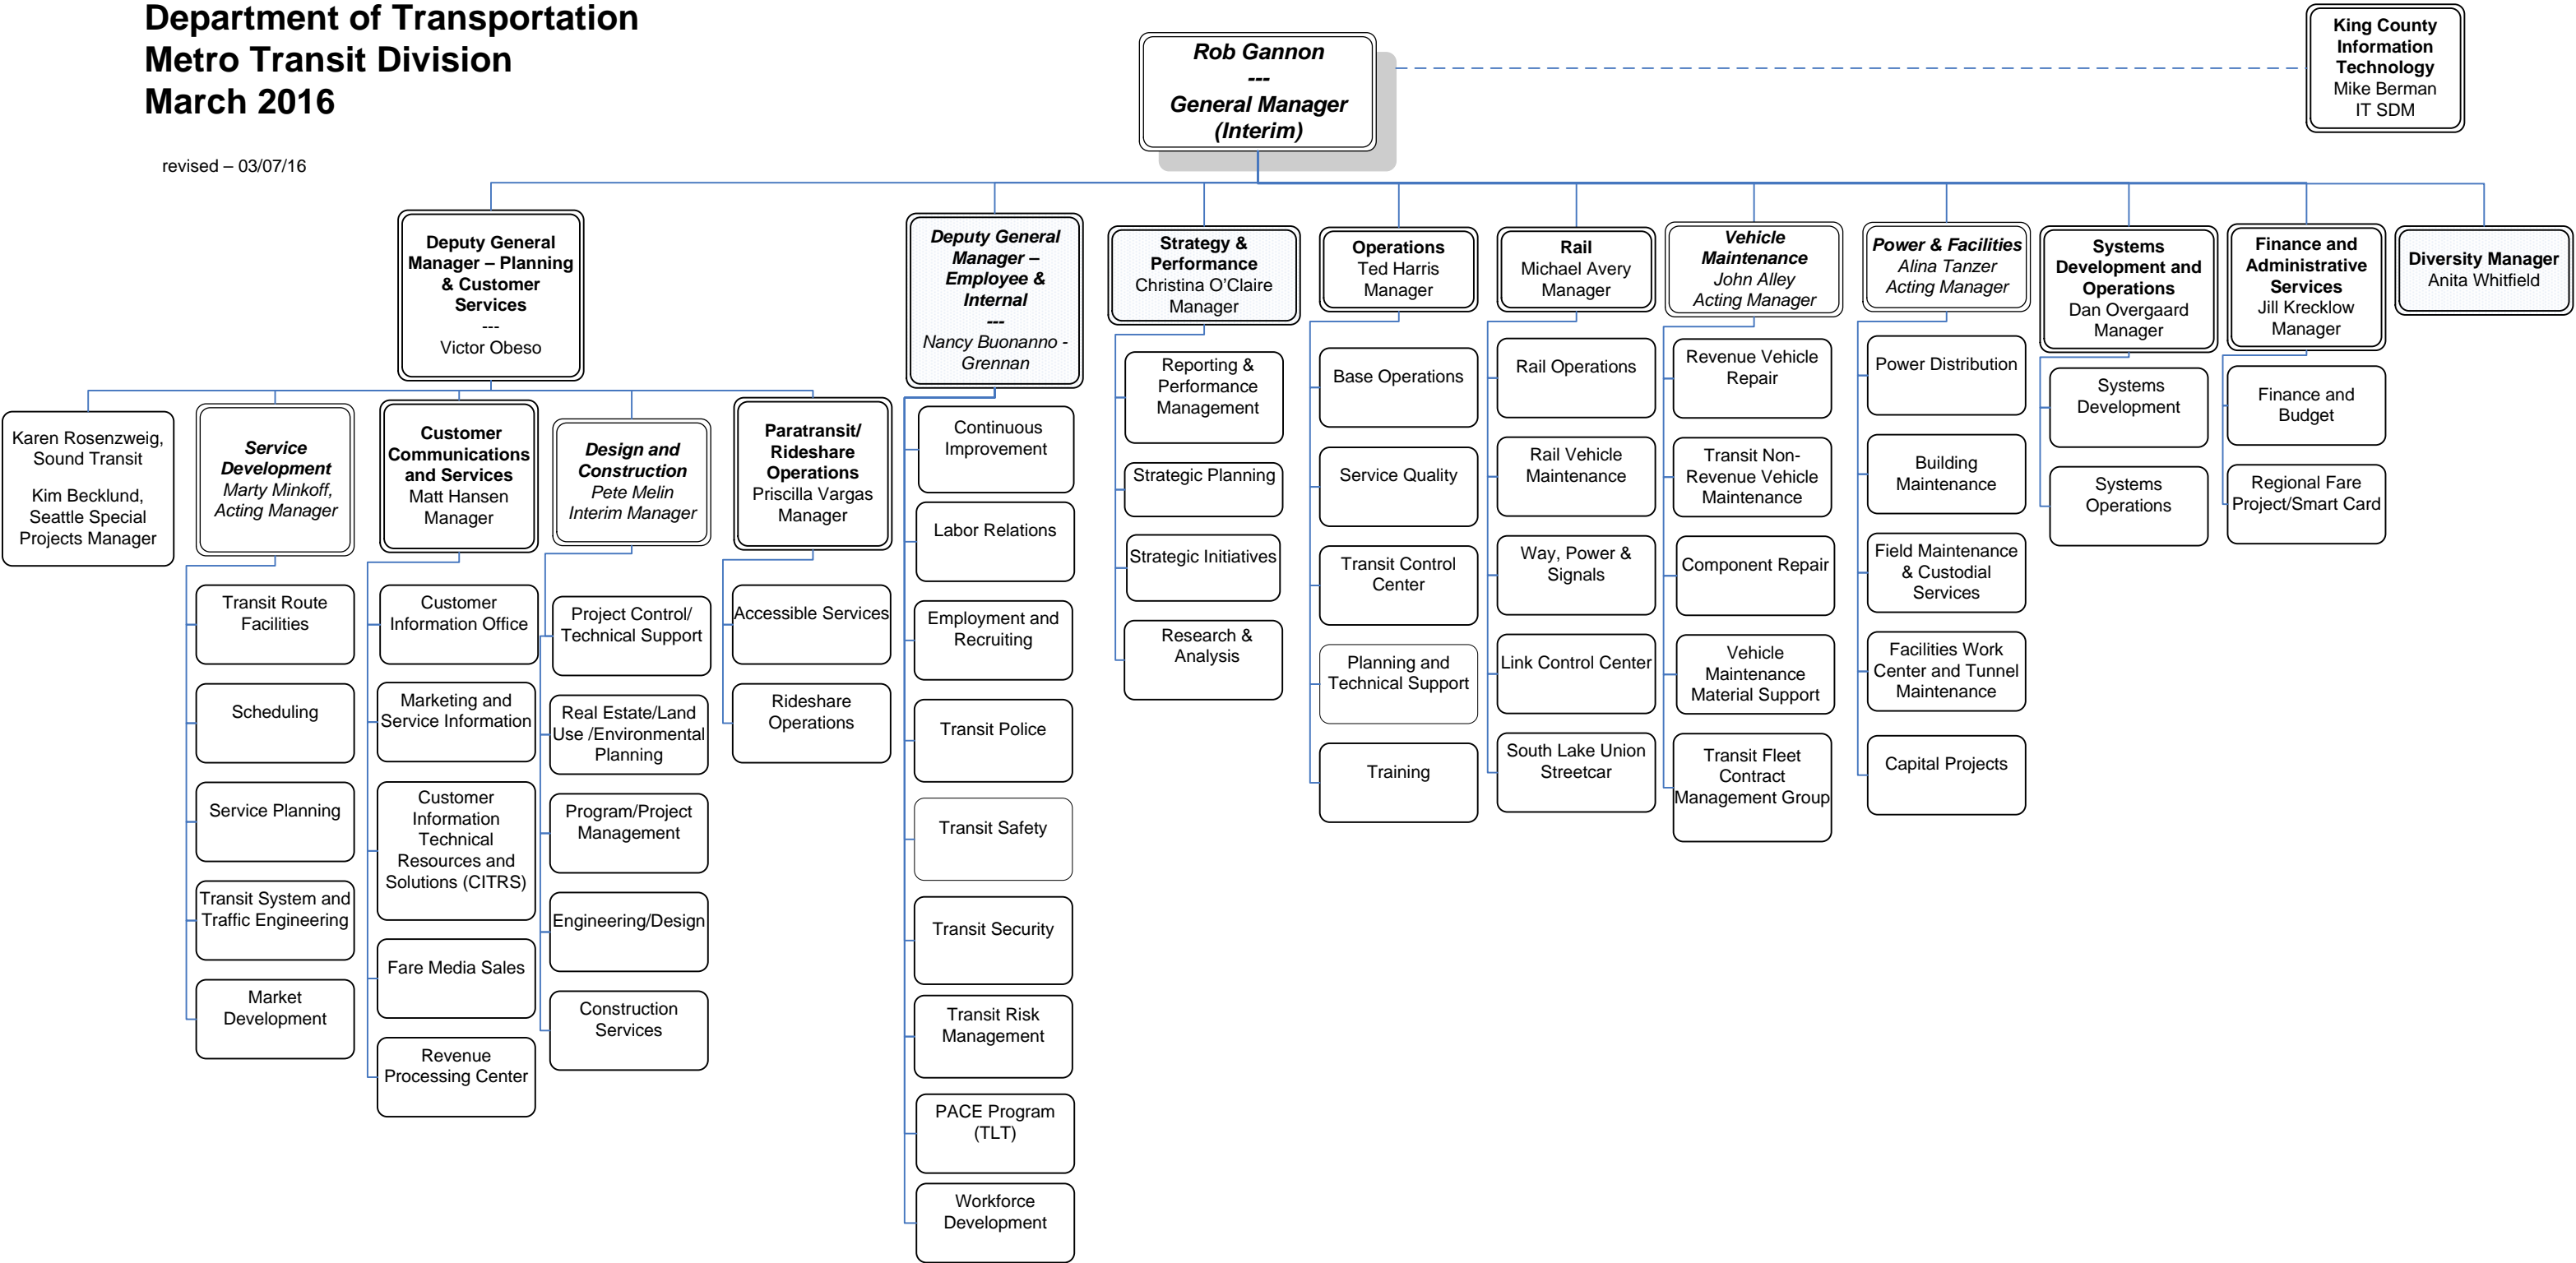 Department of Transportation
Metro Transit Division
March 2016
revised – 03/07/16
Rob Gannon
---
General Manager
(Interim)
King County
Information
Technology
Mike Berman
IT SDM
Deputy General
Manager – Planning
& Customer
Services
---
Victor Obeso
Deputy General
Manager –
Employee &
Internal
---
Nancy Buonanno -
Grennan
Strategy &
Performance
Christina O’Claire
Manager
Operations
Ted Harris
Manager
Rail
Michael Avery
Manager
Vehicle
Maintenance
John Alley
Acting Manager
Power & Facilities
Alina Tanzer
Acting Manager
Systems
Development and
Operations
Dan Overgaard
Manager
Finance and
Administrative
Services
Jill Krecklow
Manager
Diversity Manager
Anita Whitfield
Karen Rosenzweig,
Sound Transit
Kim Becklund,
Seattle Special
Projects Manager
Service
Development
Marty Minkoff,
Acting Manager
Customer
Communications
and Services
Matt Hansen
Manager
Design and
Construction
Pete Melin
Interim Manager
Paratransit/
Rideshare
Operations
Priscilla Vargas
Manager
Transit Route
Facilities
Scheduling
Service Planning
Transit System and
Traffic Engineering
Market
Development
Customer
Information Office
Marketing and
Service Information
Customer
Information
Technical
Resources and
Solutions (CITRS)
Fare Media Sales
Revenue
Processing Center
Project Control/
Technical Support
Real Estate/Land
Use /Environmental
Planning
Program/Project
Management
Engineering/Design
Construction
Services
Accessible Services
Rideshare
Operations
Continuous
Improvement
Labor Relations
Employment and
Recruiting
Transit Police
Transit Safety
Transit Security
Transit Risk
Management
PACE Program
(TLT)
Workforce
Development
Reporting &
Performance
Management
Strategic Planning
Strategic Initiatives
Research &
Analysis
Base Operations
Service Quality
Transit Control
Center
Planning and
Technical Support
Training
Rail Operations
Rail Vehicle
Maintenance
Way, Power &
Signals
Link Control Center
South Lake Union
Streetcar
Revenue Vehicle
Repair
Transit Non-
Revenue Vehicle
Maintenance
Component Repair
Vehicle
Maintenance
Material Support
Transit Fleet
Contract
Management Group
Power Distribution
Building
Maintenance
Field Maintenance
& Custodial
Services
Facilities Work
Center and Tunnel
Maintenance
Capital Projects
Systems
Development
Systems
Operations
Finance and
Budget
Regional Fare
Project/Smart Card